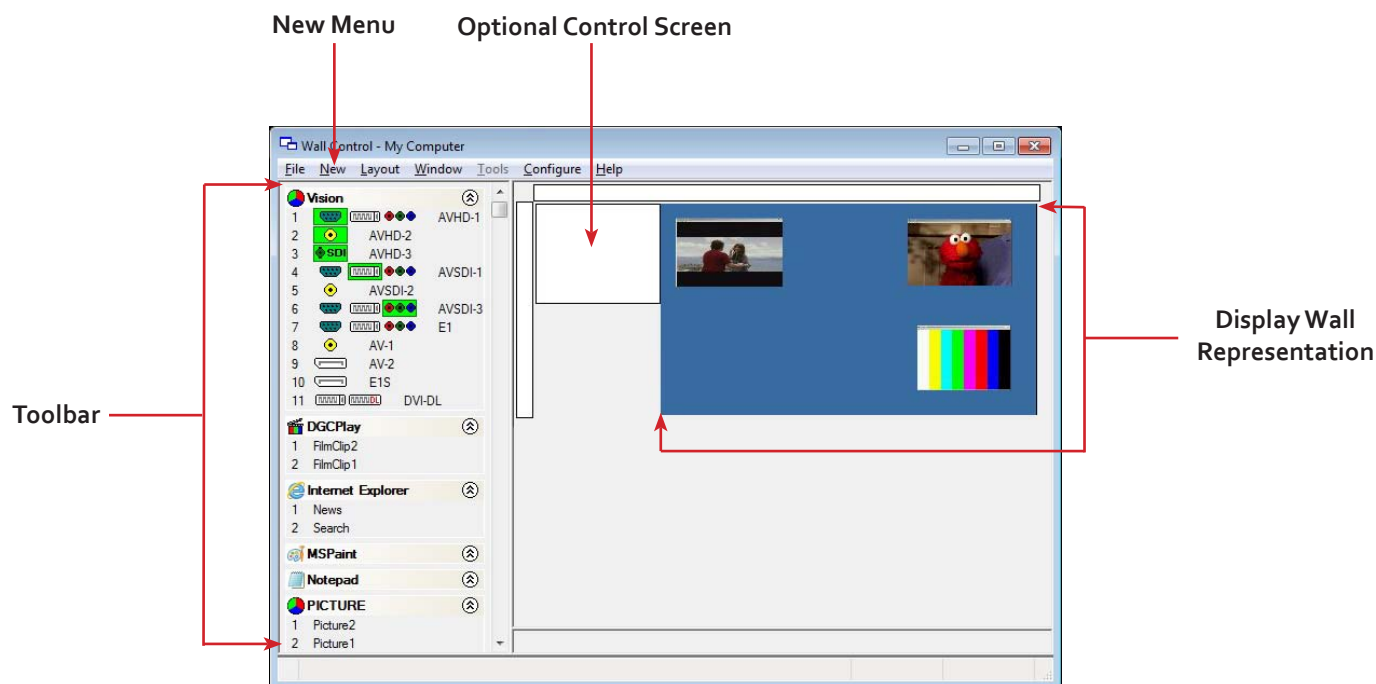 New Menu
Optional Control Screen
Wall Control - My Computer
File New Layout Window Tools Configure Help
Vision
1 AVHD-1
2 AVHD-2
3 SDI AVHD-3
4 AVSDI-1
5 AVSDI-2
6 AVSDI-3
7 E1
8 AV-1
9 AV-2
10 E1S
11 DL DVI-DL
DGCPlay
1 FilmClip2
2 FilmClip1
Internet Explorer
1 News
2 Search
MSPaint
Notepad
PICTURE
1 Picture2
2 Picture1
Toolbar
Display Wall
Representation